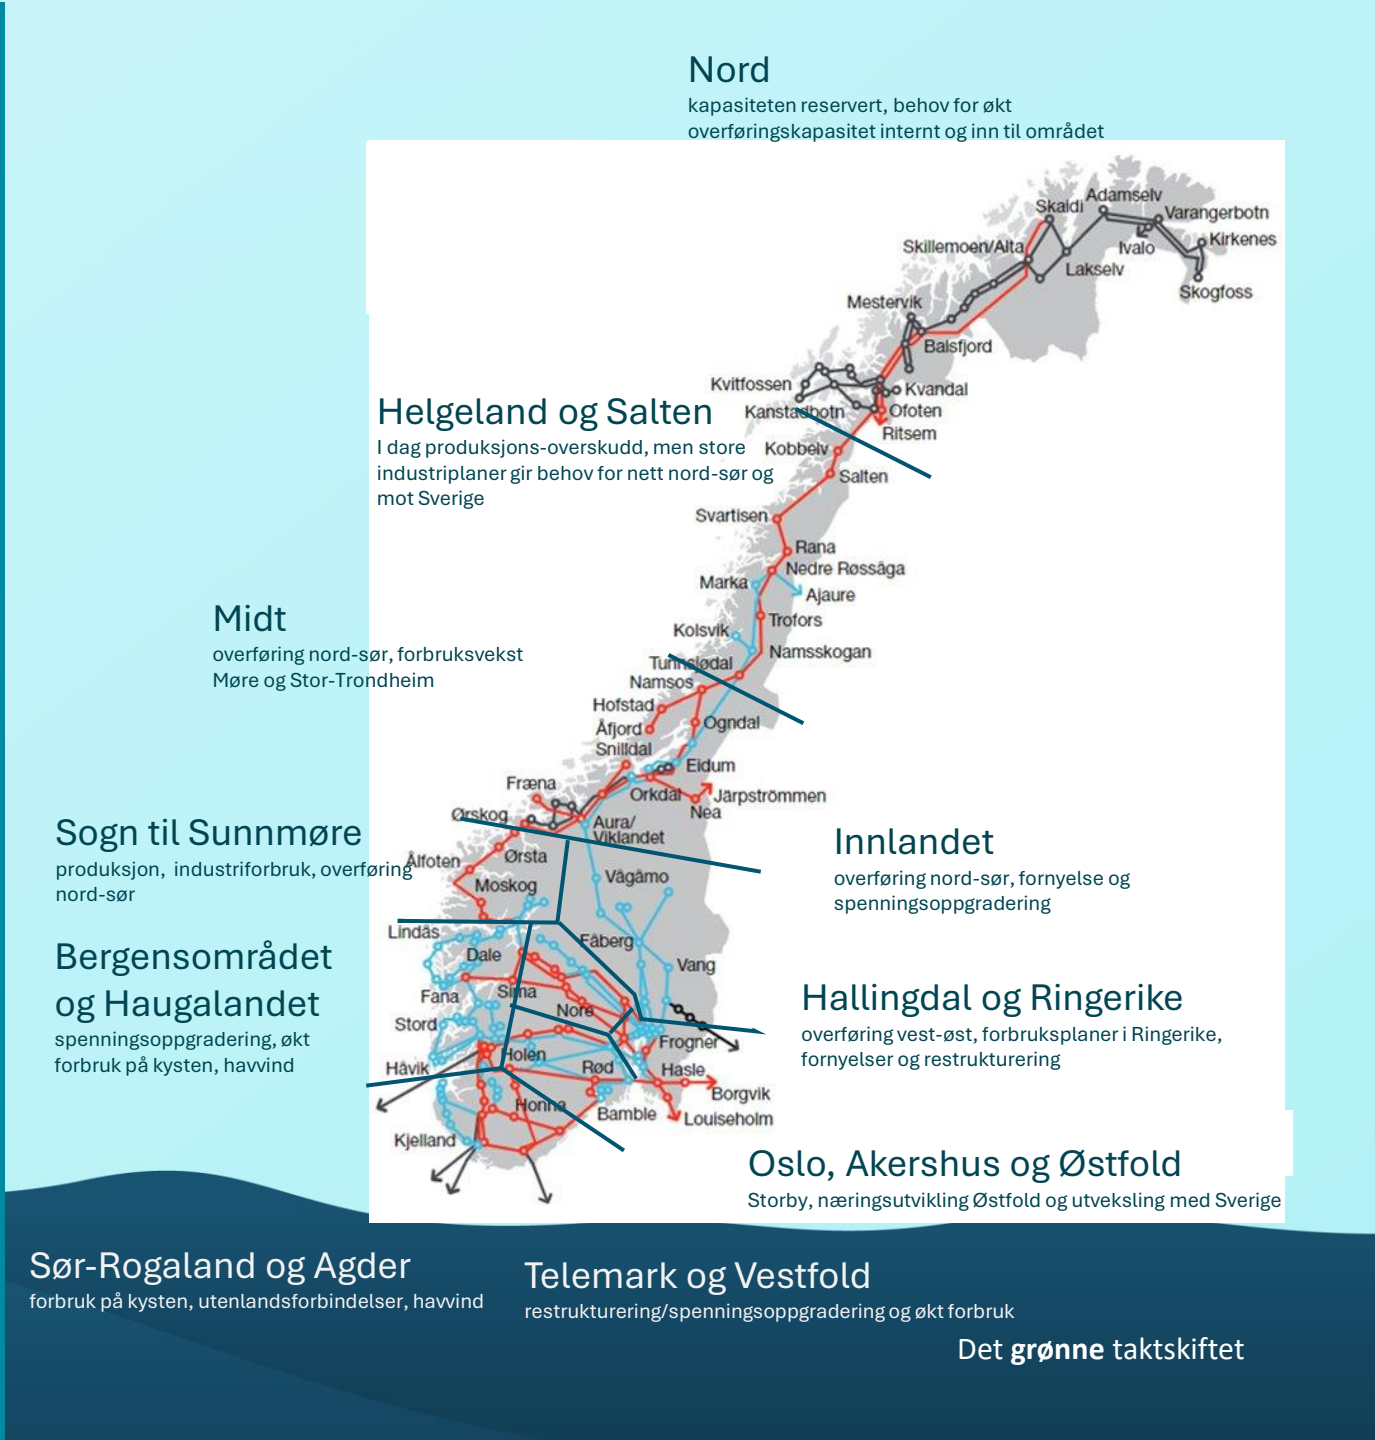 Nord
kapasiteten reservert, behov for økt
overføringskapasitet internt og inn til området
Adamselv
Skaidi
Varangerbotn
Kirkenes
Ivalo
Skillemoen/Alta
Lakselv
Skogfoss
Mestervik
Balsfjord
Kvitfossen
Kvandal
Kanstadbotn
Ofoten
Ritsem
Helgeland og Salten
I dag produksjons-overskudd, men store
industriplaner gir behov for nett nord-sør og
mot Sverige
Kobbelv
Salten
Svartisen
Rana
Nedre Røssåga
Marka
Ajaure
Trofors
Kolsvik
Namsskogan
Midt
overføring nord-sør, forbruksvekst
Møre og Stor-Trondheim
Tunnsjødal
Namsos
Hofstad
Åfjord
Ogndal
Snilldal
Eidum
Fræna
Orkdal
Järpströmmen
Nea
Ørskog
Aura/
Viklandet
Sogn til Sunnmøre
produksjon, industriforbruk, overføring
nord-sør
Ålfoten
Ørsta
Moskog
Vågåmo
Innlandet
overføring nord-sør, fornyelse og
spenningsoppgradering
Lindås
Dale
Fåberg
Vang
Bergensområdet
og Haugalandet
spenningsoppgradering, økt
forbruk på kysten, havvind
Fana
Sima
Nore
Stord
Frogner
Hallingdal og Ringerike
overføring vest-øst, forbruksplaner i Ringerike,
fornyelser og restrukturering
Håvik
Holen
Rød
Hasle
Borgvik
Honna
Bamble
Louiseholm
Kjelland
Oslo, Akershus og Østfold
Storby, næringsutvikling Østfold og utveksling med Sverige
Sør-Rogaland og Agder
forbruk på kysten, utenlandsforbindelser, havvind
Telemark og Vestfold
restrukturering/spenningsoppgradering og økt forbruk
Det grønne taktskiftet